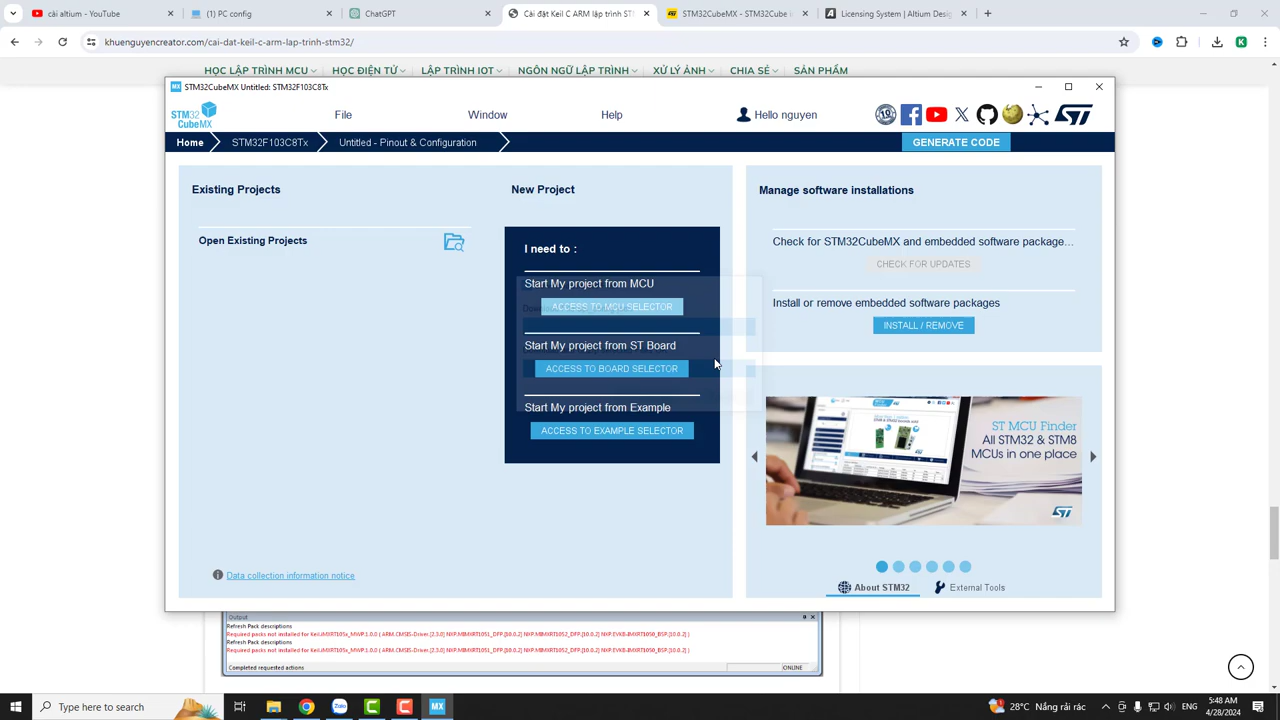 cài altium - YouTube
(1) PC config
ChatGPT
Cài đặt Keil C ARM lập trình ST
STM32CubeMX - STM32Cube i
Licensing System | Altium Desig
khuenguyencreator.com/cai-dat-keil-c-arm-lap-trinh-stm32/
HỌC LẬP TRÌNH MCU
HỌC ĐIỆN TỬ
LẬP TRÌNH IOT
NGÔN NGỮ LẬP TRÌNH
XỬ LÝ ẢNH
CHIA SẺ
SẢN PHẨM
MX
STM32CubeMX Untitled: STM32F103C8Tx
STM32
CubeMX
File
Window
Help
Hello nguyen
Home
STM32F103C8Tx
Untitled - Pinout & Configuration
GENERATE CODE
Existing Projects
New Project
Manage software installations
Open Existing Projects
I need to :
Check for STM32CubeMX and embedded software package...
CHECK FOR UPDATES
Start My project from MCU
ACCESS TO MCU SELECTOR
Install or remove embedded software packages
INSTALL / REMOVE
Start My project from ST Board
ACCESS TO BOARD SELECTOR
Start My project from Example
ACCESS TO EXAMPLE SELECTOR
ST MCU Finder
All STM32 & STM8
MCUs in one place
Data collection information notice
About STM32
External Tools
Output
Refresh Pack descriptions
Refresh Pack descriptions
Completed requested actions
ONLINE
Type here to search
Zalo
MX
28°C Nắng rải rác
ENG
5:48 AM
4/28/2024